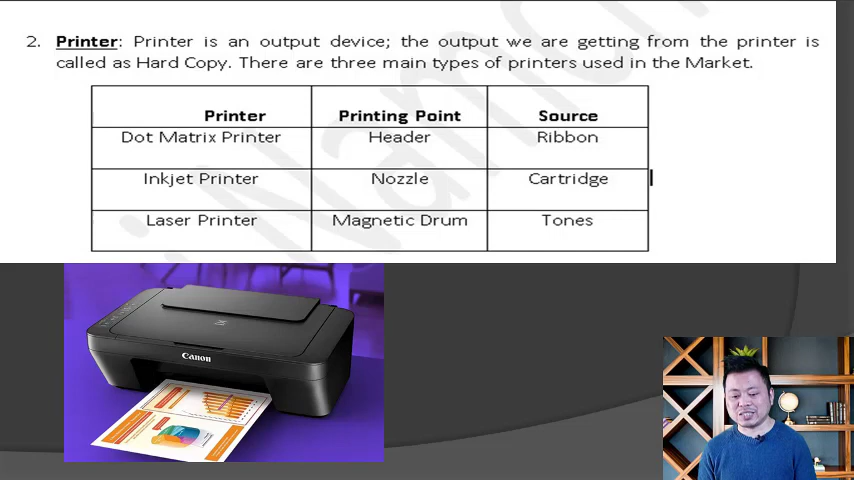 2. Printer: Printer is an output device; the output we are getting from the printer is
called as Hard Copy. There are three main types of printers used in the Market.
Printer Printing Point Source
Dot Matrix Printer Header Ribbon
Inkjet Printer Nozzle Cartridge
Laser Printer Magnetic Drum Tones
Canon